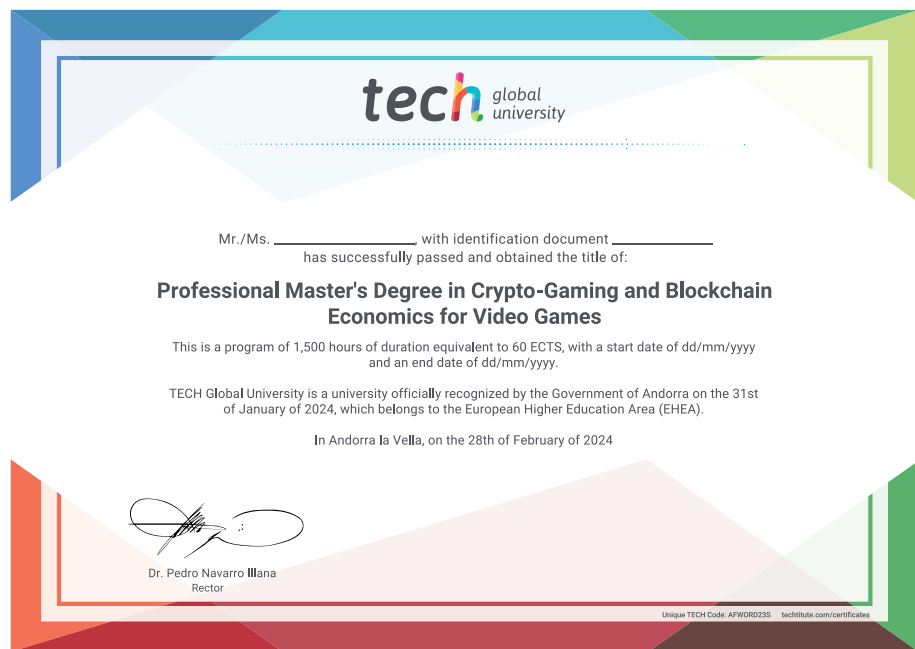 tech global university
Mr./Ms. ________________, with identification document ____________
has successfully passed and obtained the title of:
Professional Master's Degree in Crypto-Gaming and Blockchain
Economics for Video Games
This is a program of 1,500 hours of duration equivalent to 60 ECTS, with a start date of dd/mm/yyyy
and an end date of dd/mm/yyyy.
TECH Global University is a university officially recognized by the Government of Andorra on the 31st
of January of 2024, which belongs to the European Higher Education Area (EHEA).
In Andorra la Vella, on the 28th of February of 2024
Dr. Pedro Navarro Illana
Rector
Unique TECH Code: AFWORD23S techtitute.com/certificates